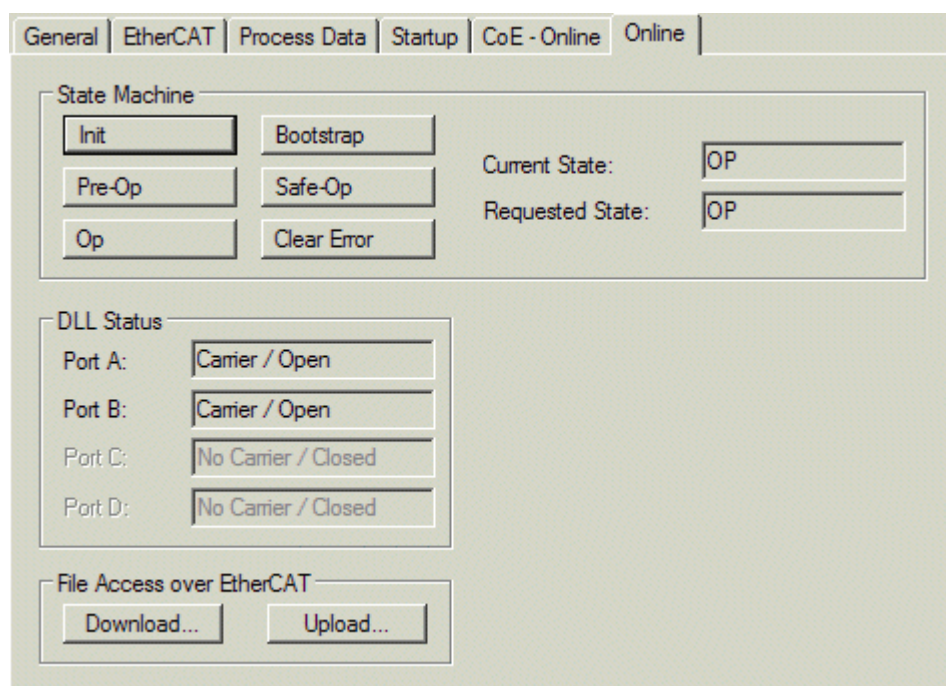 General EtherCAT Process Data Startup CoE - Online Online
State Machine
Init Bootstrap
Pre-Op Safe-Op
Op Clear Error
Current State: OP
Requested State: OP
DLL Status
Port A: Carrier / Open
Port B: Carrier / Open
Port C: No Carrier / Closed
Port D: No Carrier / Closed
File Access over EtherCAT
Download... Upload...